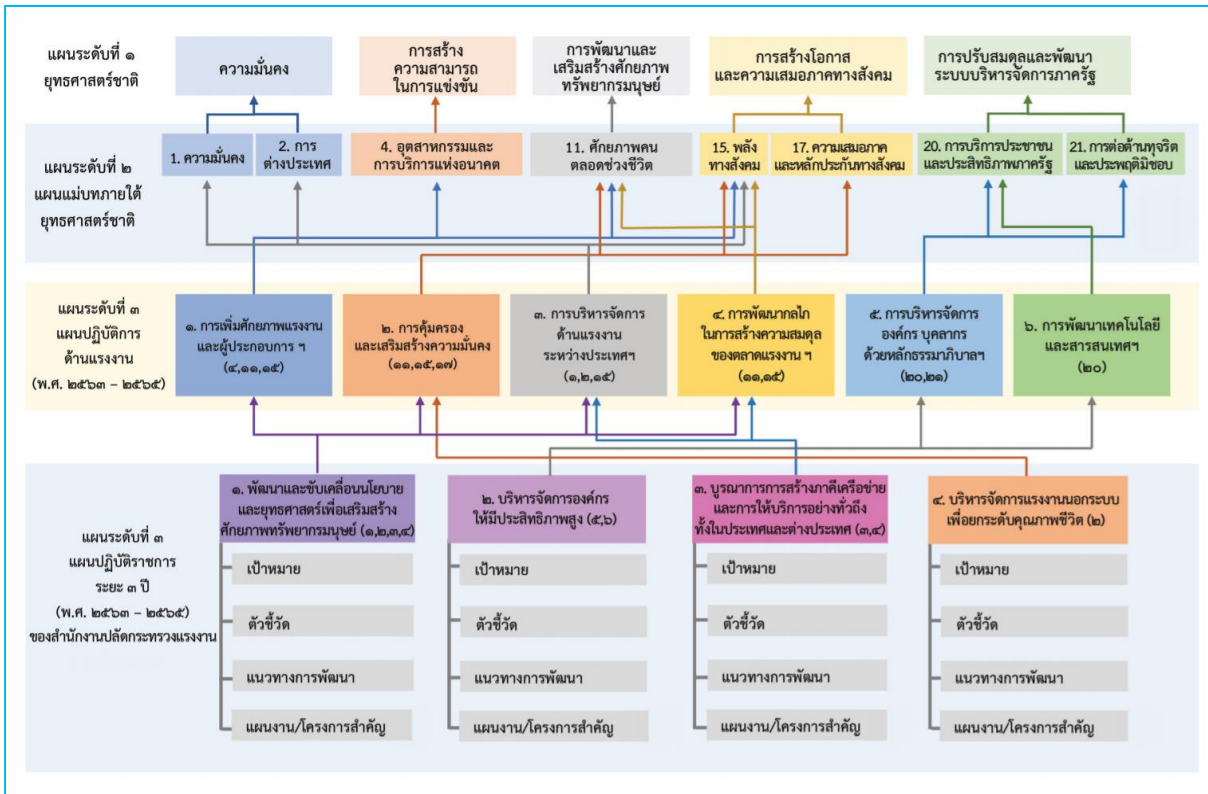 แผนระดับที่ ๑
ยุทธศาสตร์ชาติ
ความมั่นคง
การสร้าง
ความสามารถ
ในการแข่งขัน
การพัฒนาและ
เสริมสร้างศักยภาพ
ทรัพยากรมนุษย์
การสร้างโอกาส
และความเสมอภาคทางสังคม
การปรับสมดุลและพัฒนา
ระบบบริหารจัดการภาครัฐ
แผนระดับที่ ๒
แผนแม่บทภายใต้
ยุทธศาสตร์ชาติ
1. ความมั่นคง
2. การ
ต่างประเทศ
4. อุตสาหกรรมและ
การบริการแห่งอนาคต
11. ศักยภาพคน
ตลอดช่วงชีวิต
15. พลัง
ทางสังคม
17. ความเสมอภาค
และหลักประกันทางสังคม
20. การบริการประชาชน
และประสิทธิภาพภาครัฐ
21. การต่อต้านทุจริต
และประพฤติมิชอบ
แผนระดับที่ ๓
แผนปฏิบัติการ
ด้านแรงงาน
(พ.ศ. ๒๕๖๓ – ๒๕๖๕)
๑. การเพิ่มศักยภาพแรงงาน
และผู้ประกอบการ ฯ
(๔,๑๑,๑๕)
๒. การคุ้มครอง
และเสริมสร้างความมั่นคง
(๑๑,๑๕,๑๗)
๓. การบริหารจัดการ
ด้านแรงงาน
ระหว่างประเทศฯ
(๑,๒,๑๕)
๔. การพัฒนากลไก
ในการสร้างความสมดุล
ของตลาดแรงงาน ฯ
(๑๑,๑๕)
๕. การบริหารจัดการ
องค์กร บุคลากร
ด้วยหลักธรรมาภิบาลฯ
(๒๐,๒๑)
๖. การพัฒนาเทคโนโลยี
และสารสนเทศฯ
(๒๐)
แผนระดับที่ ๓
แผนปฏิบัติราชการ
ระยะ ๓ ปี
(พ.ศ. ๒๕๖๓ – ๒๕๖๕)
ของสำนักงานปลัดกระทรวงแรงงาน
๑. พัฒนาและขับเคลื่อนนโยบาย
และยุทธศาสตร์เพื่อเสริมสร้าง
ศักยภาพทรัพยากรมนุษย์ (๑,๒,๓,๔)
เป้าหมาย
ตัวชี้วัด
แนวทางการพัฒนา
แผนงาน/โครงการสำคัญ
๒. บริหารจัดการองค์กร
ให้มีประสิทธิภาพสูง (๕,๖)
เป้าหมาย
ตัวชี้วัด
แนวทางการพัฒนา
แผนงาน/โครงการสำคัญ
๓. บูรณาการการสร้างภาคีเครือข่าย
และการให้บริการอย่างทั่วถึง
ทั้งในประเทศและต่างประเทศ (๓,๔)
เป้าหมาย
ตัวชี้วัด
แนวทางการพัฒนา
แผนงาน/โครงการสำคัญ
๔. บริหารจัดการแรงงานนอกระบบ
เพื่อยกระดับคุณภาพชีวิต (๒)
เป้าหมาย
ตัวชี้วัด
แนวทางการพัฒนา
แผนงาน/โครงการสำคัญ